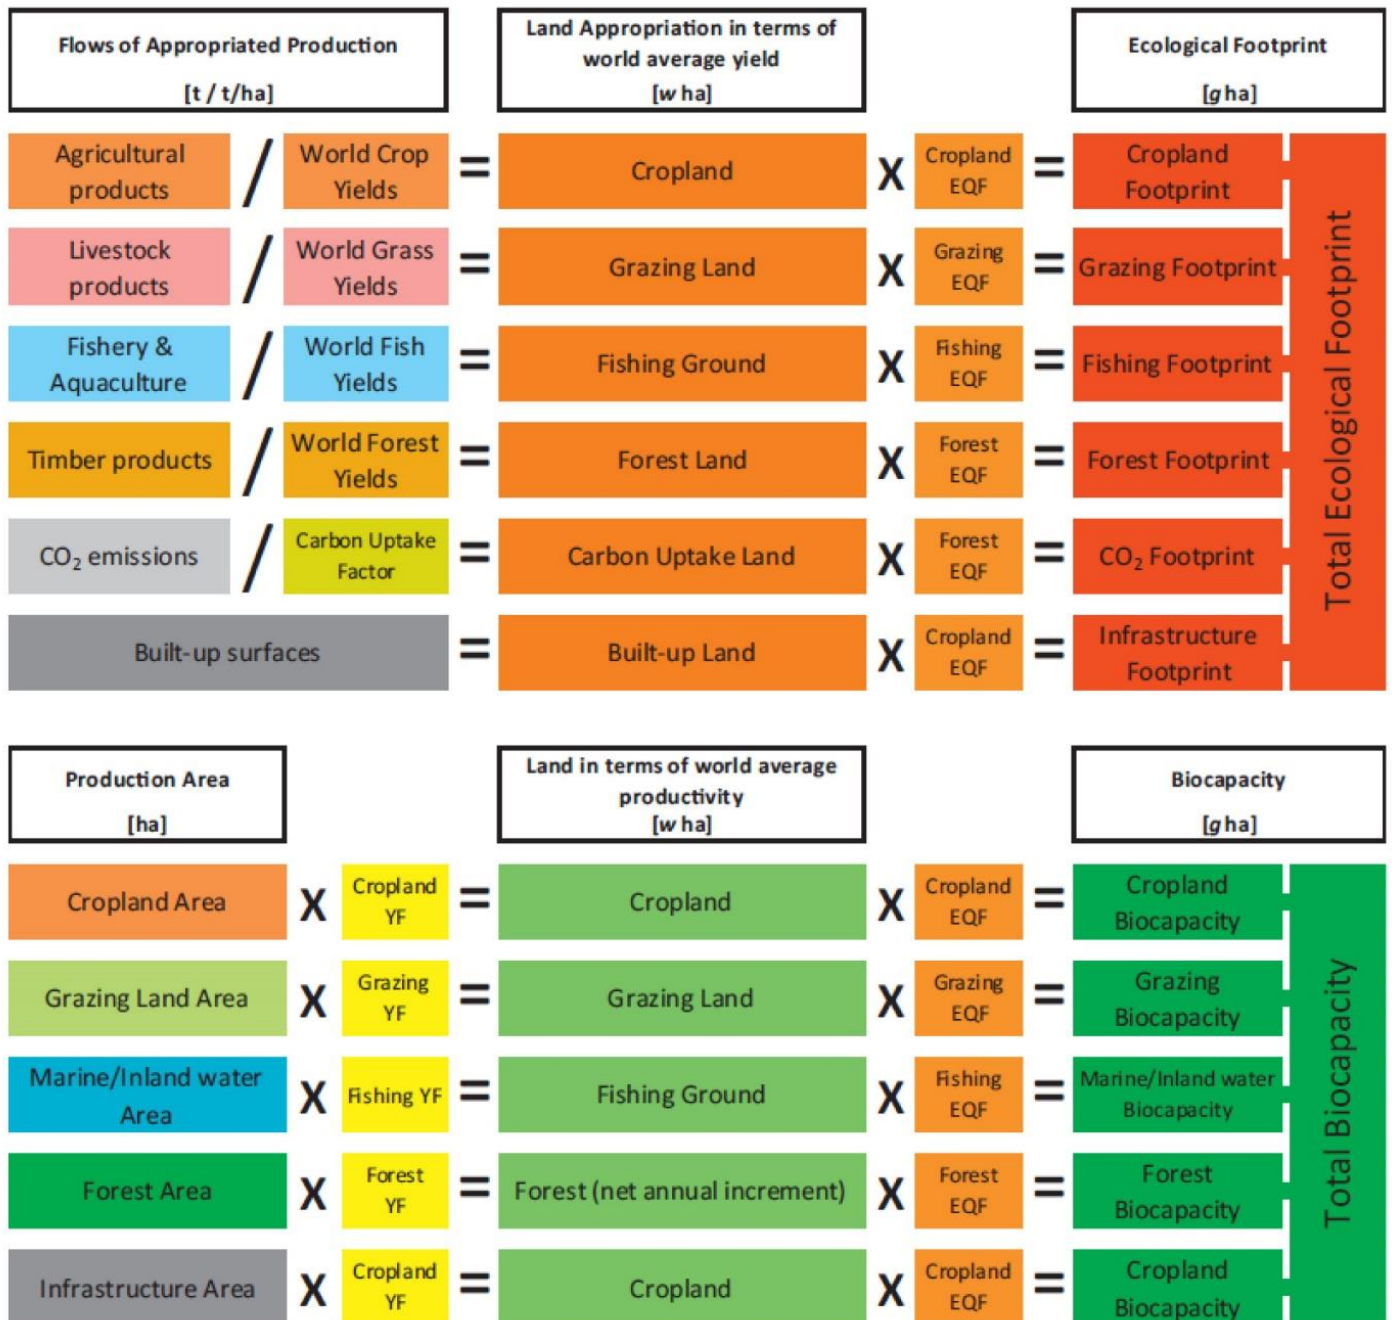 Flows of Appropriated Production
[t / t/ha]
Land Appropriation in terms of
world average yield
[w ha]
Ecological Footprint
[g ha]
Agricultural
products
/
World Crop
Yields
=
Cropland
X
Cropland
EQF
=
Cropland
Footprint
Livestock
products
/
World Grass
Yields
=
Grazing Land
X
Grazing
EQF
=
Grazing Footprint
Fishery &
Aquaculture
/
World Fish
Yields
=
Fishing Ground
X
Fishing
EQF
=
Fishing Footprint
Timber products
/
World Forest
Yields
=
Forest Land
X
Forest
EQF
=
Forest Footprint
CO₂ emissions
/
Carbon Uptake
Factor
=
Carbon Uptake Land
X
Forest
EQF
=
CO₂ Footprint
Built-up surfaces
=
Built-up Land
X
Cropland
EQF
=
Infrastructure
Footprint
Total Ecological Footprint
Production Area
[ha]
Land in terms of world average
productivity
[w ha]
Biocapacity
[g ha]
Cropland Area
X
Cropland
YF
=
Cropland
X
Cropland
EQF
=
Cropland
Biocapacity
Grazing Land Area
X
Grazing
YF
=
Grazing Land
X
Grazing
EQF
=
Grazing
Biocapacity
Marine/Inland water
Area
X
Fishing YF
=
Fishing Ground
X
Fishing
EQF
=
Marine/Inland water
Biocapacity
Forest Area
X
Forest
YF
=
Forest (net annual increment)
X
Forest
EQF
=
Forest
Biocapacity
Infrastructure Area
X
Cropland
YF
=
Cropland
X
Cropland
EQF
=
Cropland
Biocapacity
Total Biocapacity